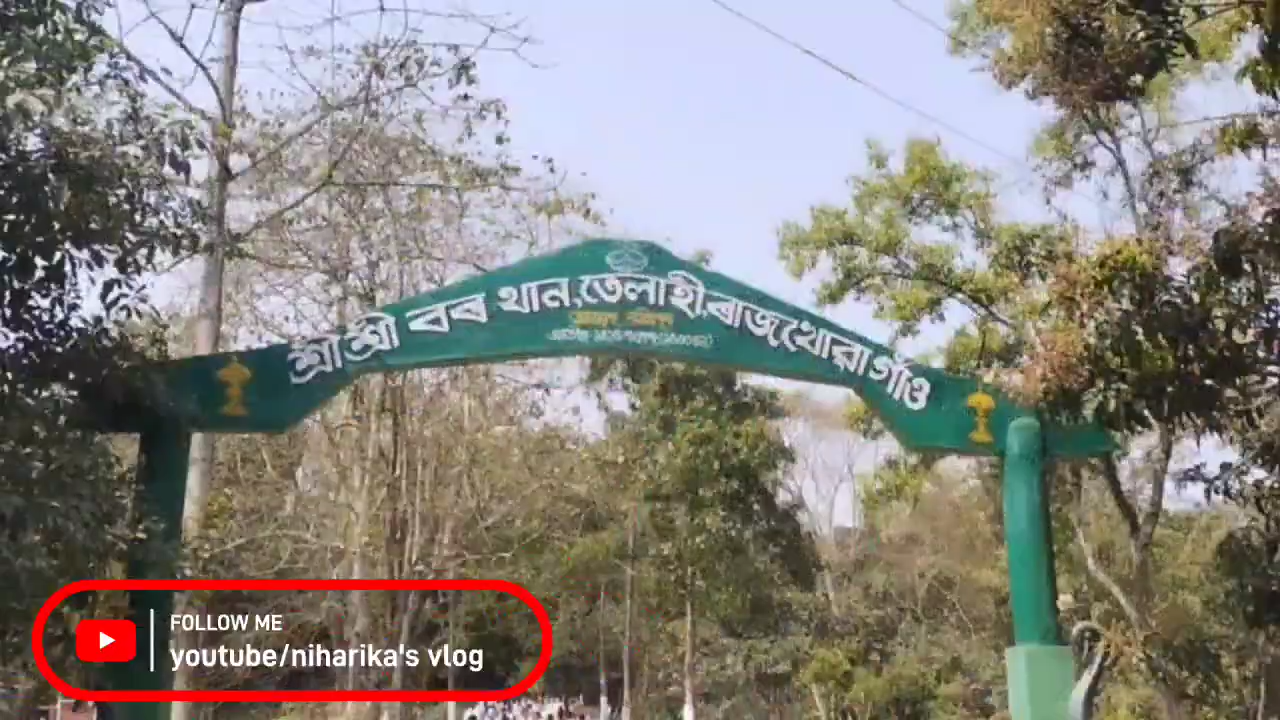 শ্ৰী শ্ৰী বৰ থান, তেলাহী, ৰাজখোৱা গাঁও
FOLLOW ME
youtube/niharika's vlog